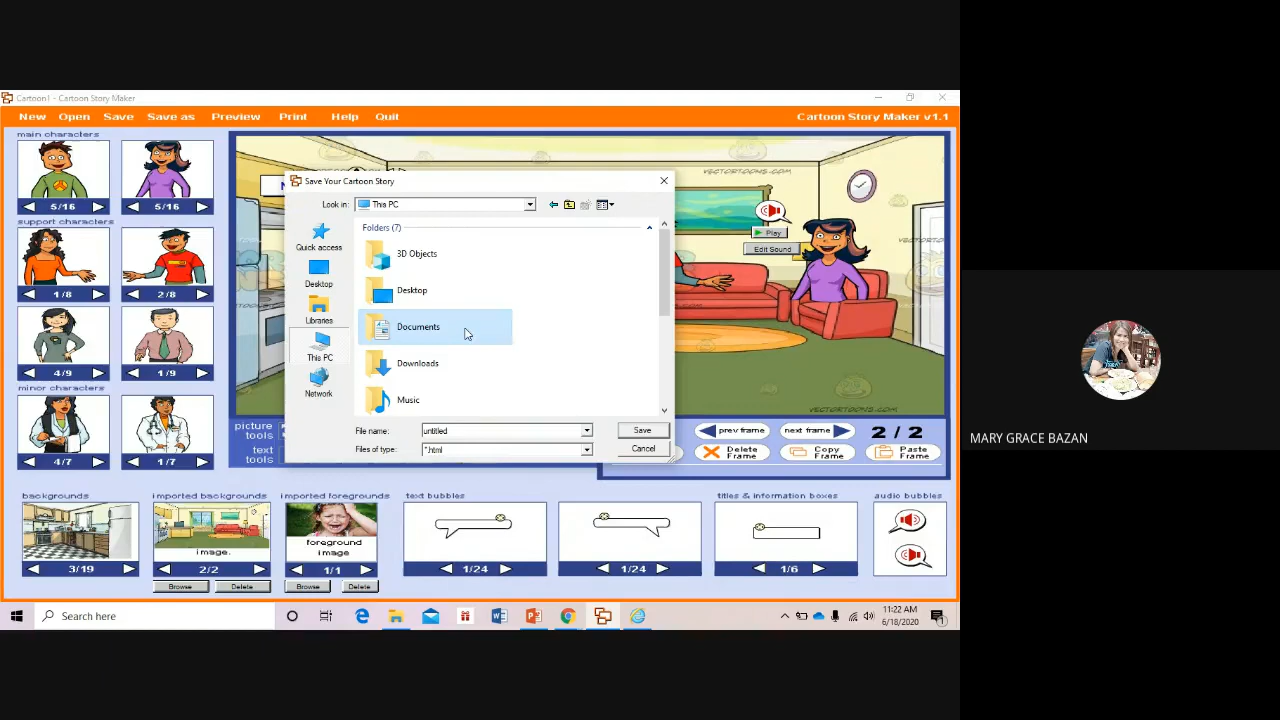 Cartoon1 - Cartoon Story Maker
New Open Save Save as Preview Print Help Quit
Cartoon Story Maker v1.1
main characters
5/16
5/16
support characters
1/8
2/8
4/9
1/9
minor characters
4/7
1/7
Save Your Cartoon Story
Look in:
This PC
Quick access
Desktop
Libraries
This PC
Network
Folders (7)
3D Objects
Desktop
Documents
Downloads
Music
File name:
untitled
Save
Files of type:
*.html
Cancel
VECTORTOONS.COM
Play
Edit Sound
VECTORTOONS.COM
picture tools
text tools
prev frame
next frame
2 / 2
Delete Frame
Copy Frame
Paste Frame
backgrounds
3/19
imported backgrounds
image.
2/2
Browse
Delete
imported foregrounds
foreground
image
1/1
Browse
Delete
text bubbles
1/24
1/24
titles & information boxes
1/6
audio bubbles
Search here
11:22 AM
6/18/2020
MARY GRACE BAZAN